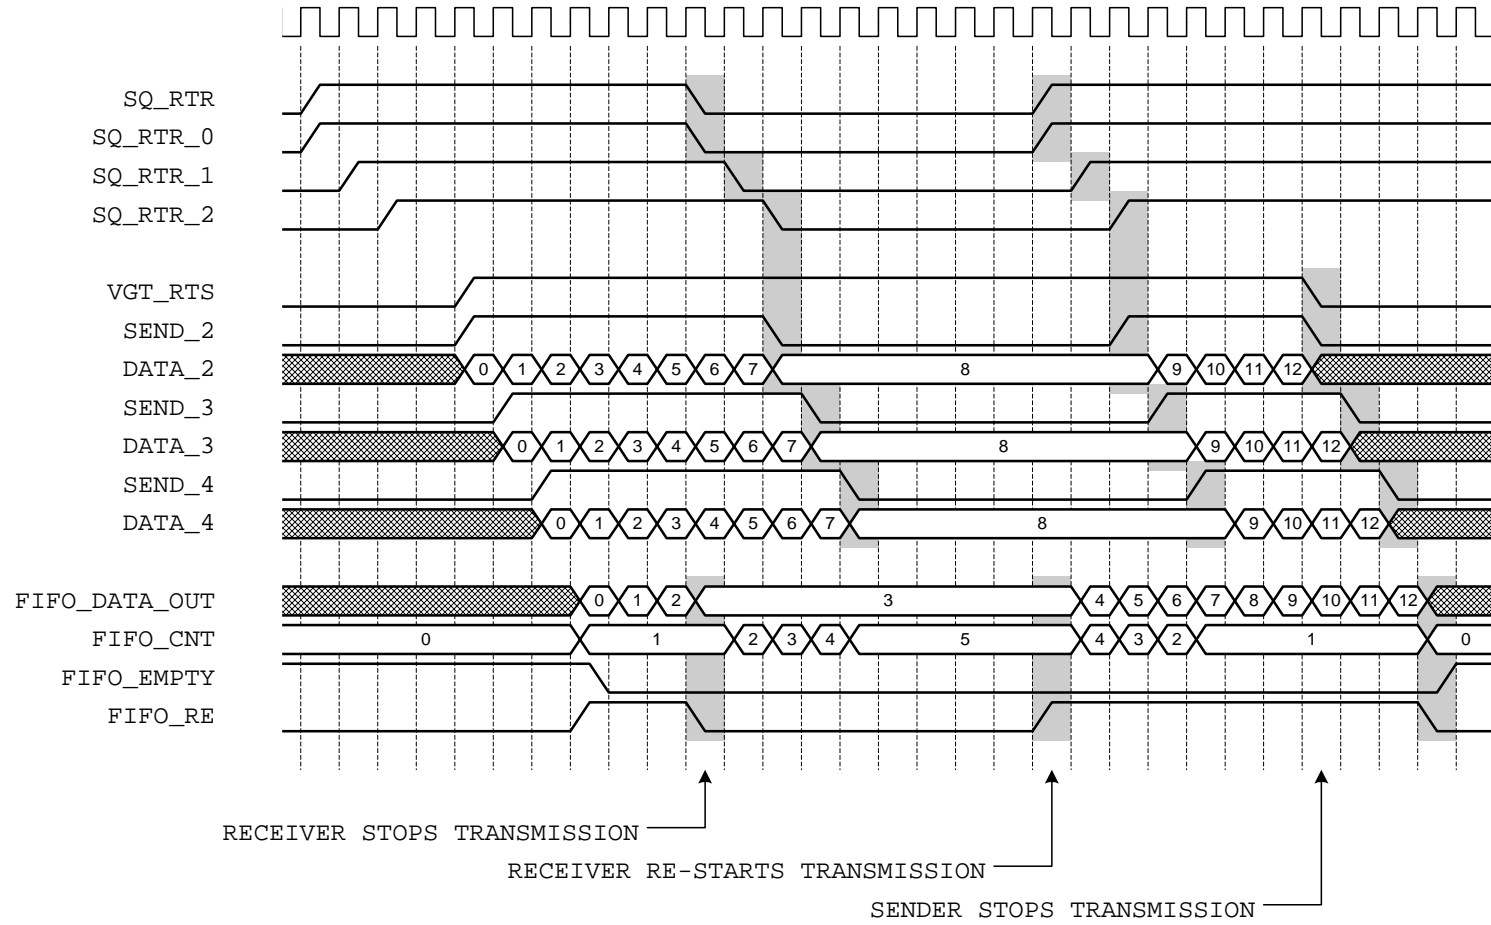 SQ_RTR
SQ_RTR_0
SQ_RTR_1
SQ_RTR_2
VGT_RTS
SEND_2
DATA_2 0 1 2 3 4 5 6 7 8 9 10 11 12
SEND_3
DATA_3 0 1 2 3 4 5 6 7 8 9 10 11 12
SEND_4
DATA_4 0 1 2 3 4 5 6 7 8 9 10 11 12
FIFO_DATA_OUT 0 1 2 3 4 5 6 7 8 9 10 11 12
FIFO_CNT 0 1 2 3 4 5 4 3 2 1 0
FIFO_EMPTY
FIFO_RE
RECEIVER STOPS TRANSMISSION
RECEIVER RE-STARTS TRANSMISSION
SENDER STOPS TRANSMISSION